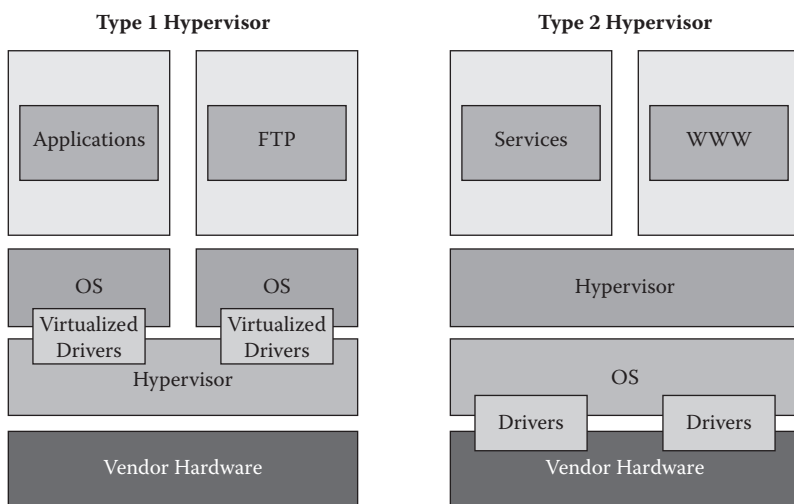 Type 1 Hypervisor
Applications
FTP
OS
OS
Virtualized
Drivers
Virtualized
Drivers
Hypervisor
Vendor Hardware
Type 2 Hypervisor
Services
WWW
Hypervisor
OS
Drivers
Drivers
Vendor Hardware